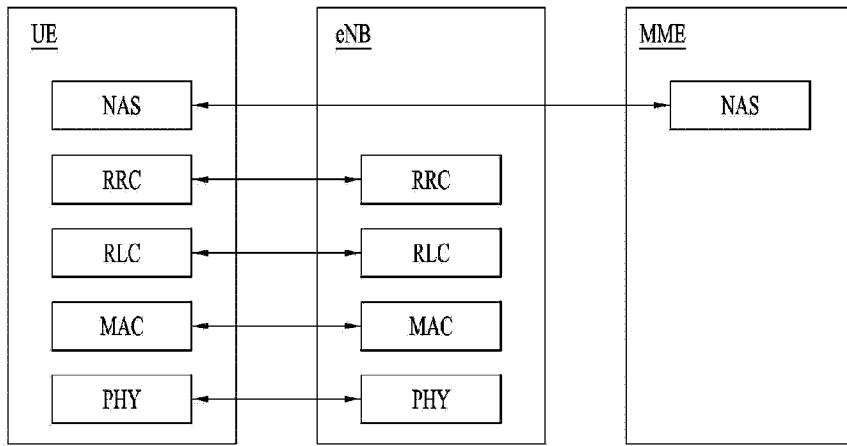 UE eNB MME
NAS NAS
RRC RRC
RLC RLC
MAC MAC
PHY PHY